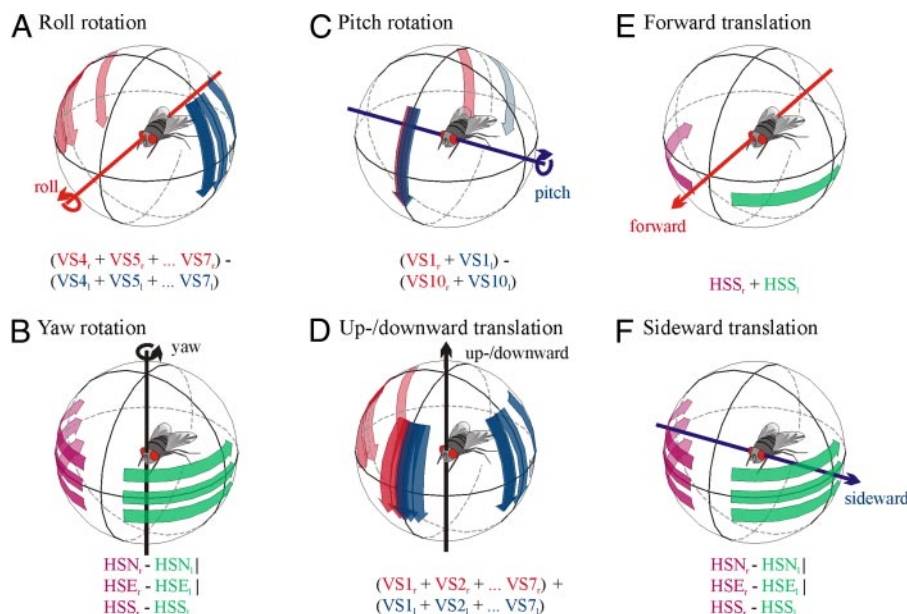 A Roll rotation
roll
(VS4r + VS5r + ... VS7r) -
(VS4l + VS5l + ... VS7l)
B Yaw rotation
yaw
HSNr - HSNl |
HSEr - HSEl |
HSSr - HSSl
C Pitch rotation
pitch
(VS1r + VS1l) -
(VS10r + VS10l)
D Up-/downward translation
up-/downward
(VS1r + VS2r + ... VS7r) +
(VS1l + VS2l + ... VS7l)
E Forward translation
forward
HSSr + HSSl
F Sideward translation
sideward
HSNr - HSNl |
HSEr - HSEl |
HSSr - HSSl